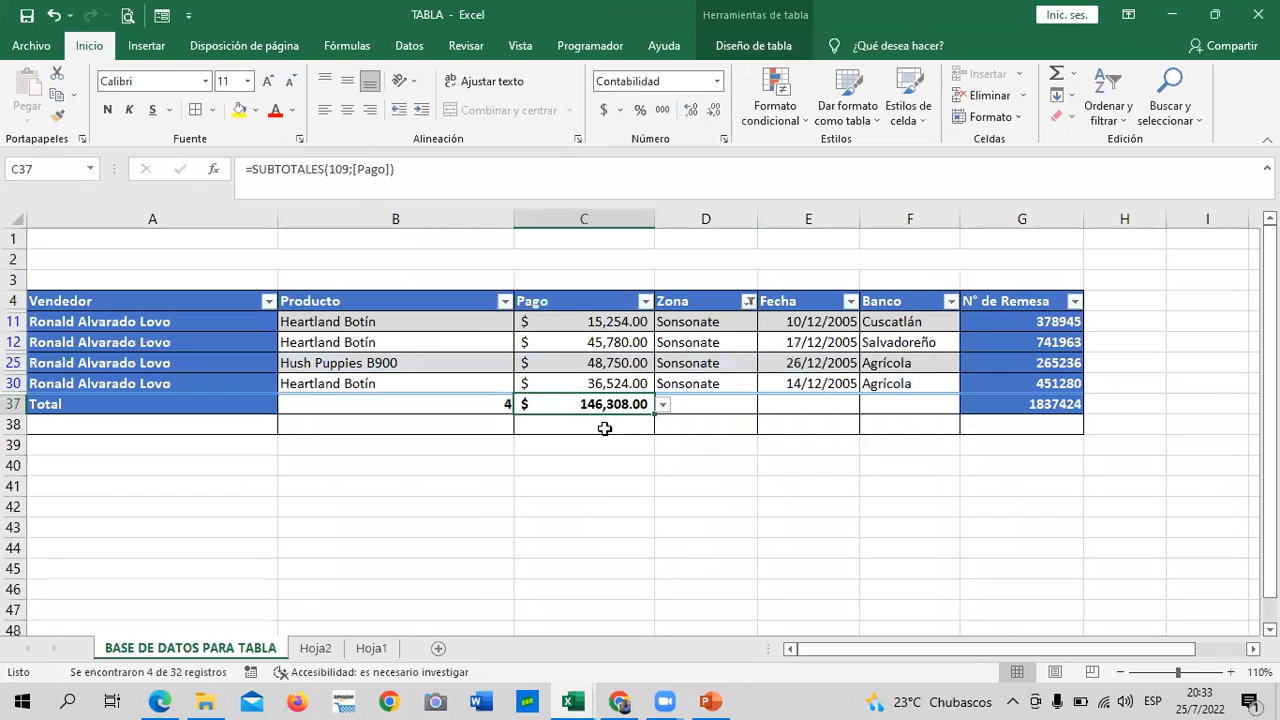 TABLA - Excel
Herramientas de tabla
Inic. ses.
Archivo Inicio Insertar Disposición de página Fórmulas Datos Revisar Vista Programador Ayuda Diseño de tabla ¿Qué desea hacer? Compartir
Pegar
Calibri 11
N K S
Ajustar texto
Combinar y centrar
Contabilidad
$ % 000
Formato condicional
Dar formato como tabla
Estilos de celda
Insertar
Eliminar
Formato
Ordenar y filtrar
Buscar y seleccionar
Portapapeles Fuente Alineación Número Estilos Celdas Edición
C37 fx =SUBTOTALES(109;[Pago])
A B C D E F G H I
1
2
3
4 Vendedor Producto Pago Zona Fecha Banco N° de Remesa
11 Ronald Alvarado Lovo Heartland Botín $ 15,254.00 Sonsonate 10/12/2005 Cuscatlán 378945
12 Ronald Alvarado Lovo Heartland Botín $ 45,780.00 Sonsonate 17/12/2005 Salvadoreño 741963
25 Ronald Alvarado Lovo Hush Puppies B900 $ 48,750.00 Sonsonate 26/12/2005 Agrícola 265236
30 Ronald Alvarado Lovo Heartland Botín $ 36,524.00 Sonsonate 14/12/2005 Agrícola 451280
37 Total 4 $ 146,308.00 1837424
38
39
40
41
42
43
44
45
46
47
48
BASE DE DATOS PARA TABLA Hoja2 Hoja1
Listo Se encontraron 4 de 32 registros Accesibilidad: es necesario investigar 110%
23°C Chubascos ESP 20:33
25/7/2022